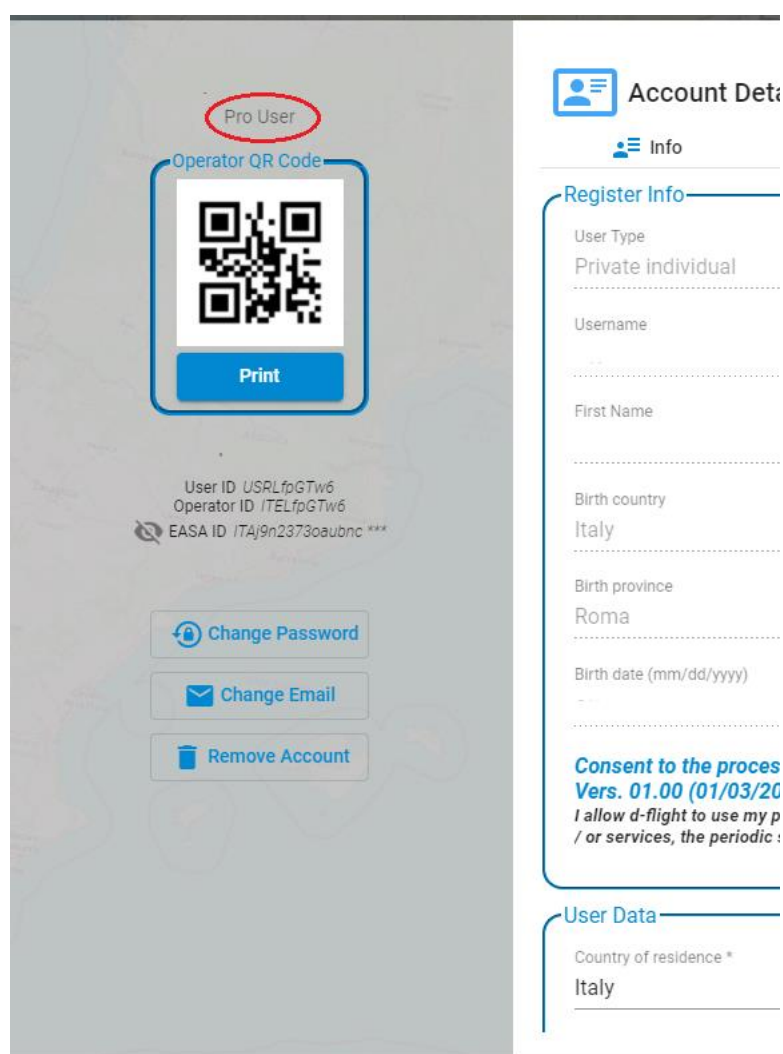 Pro User
Operator QR Code
Print
User ID USRLfpGTw6
Operator ID ITELfpGTw6
EASA ID ITAj9n2373oaubnc ***
Change Password
Change Email
Remove Account
Account Deta
Info
Register Info
User Type
Private individual
Username
First Name
Birth country
Italy
Birth province
Roma
Birth date (mm/dd/yyyy)
Consent to the proces
Vers. 01.00 (01/03/20
I allow d-flight to use my p
/ or services, the periodic s
User Data
Country of residence *
Italy